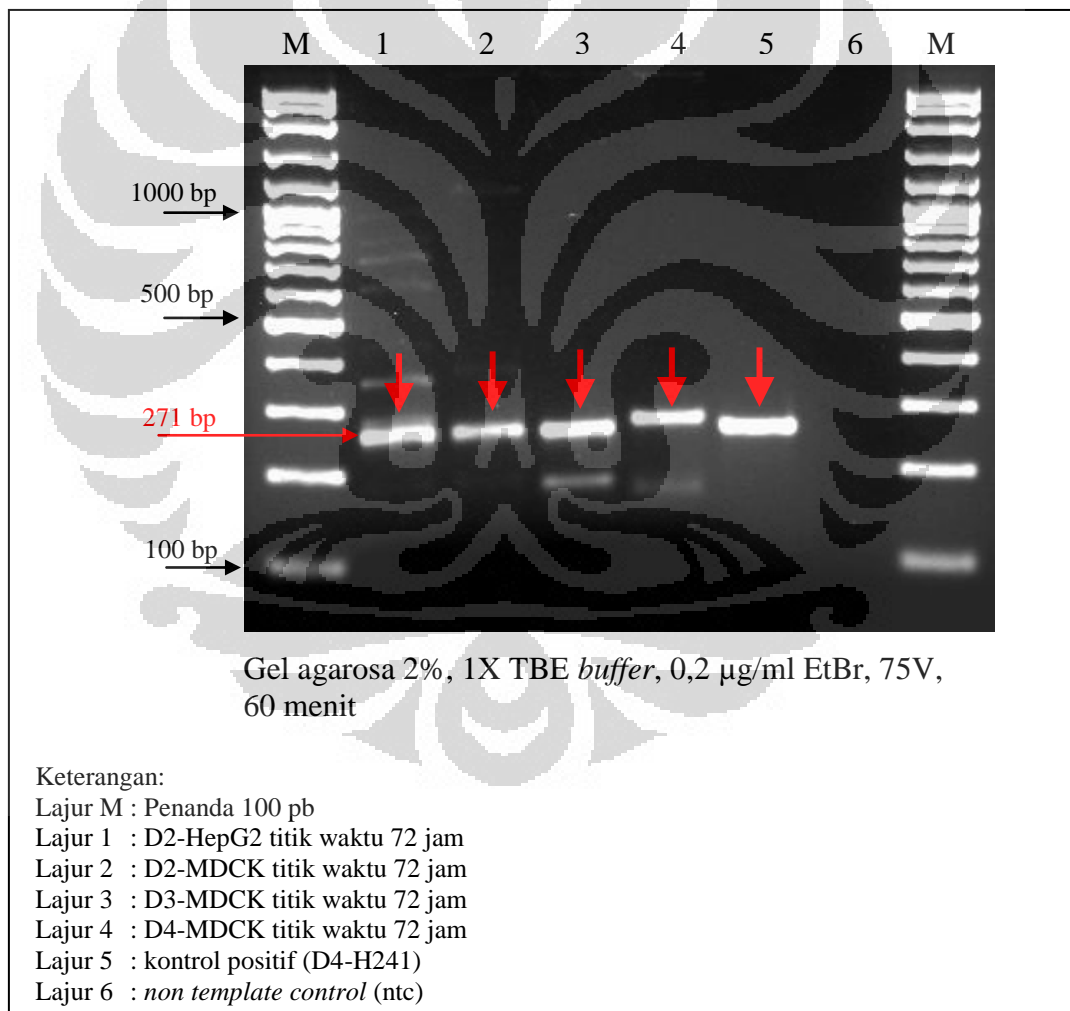 M 1 2 3 4 5 6 M
1000 bp
500 bp
271 bp
100 bp
Gel agarosa 2%, 1X TBE buffer, 0,2 µg/ml EtBr, 75V,
60 menit
Keterangan:
Lajur M : Penanda 100 pb
Lajur 1 : D2-HepG2 titik waktu 72 jam
Lajur 2 : D2-MDCK titik waktu 72 jam
Lajur 3 : D3-MDCK titik waktu 72 jam
Lajur 4 : D4-MDCK titik waktu 72 jam
Lajur 5 : kontrol positif (D4-H241)
Lajur 6 : non template control (ntc)